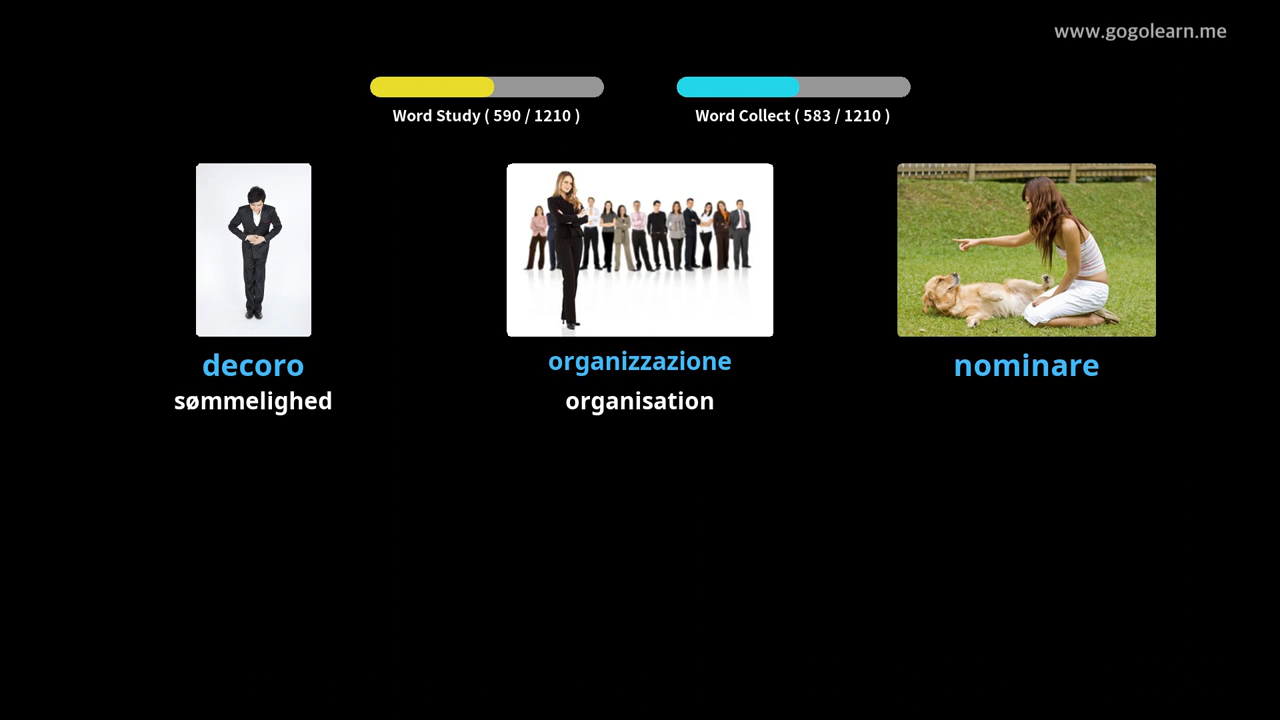 www.gogolearn.me
Word Study ( 590 / 1210 )
Word Collect ( 583 / 1210 )
decoro
sømmelighed
organizzazione
organisation
nominare